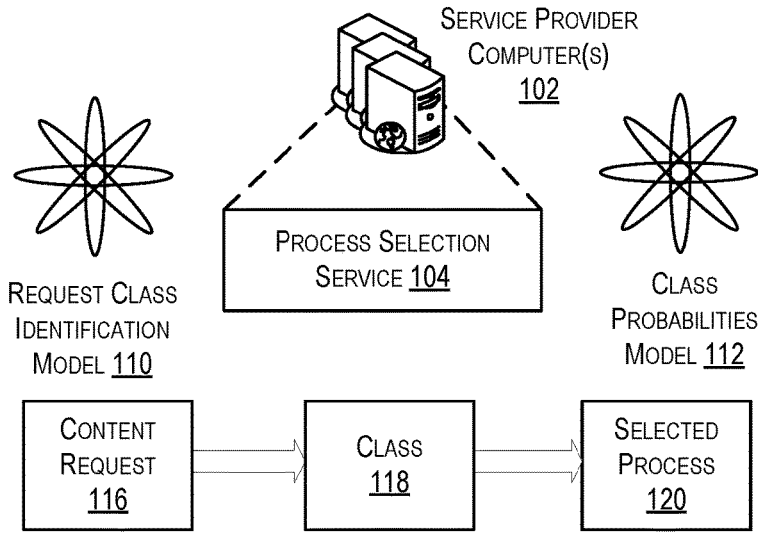 SERVICE PROVIDER
COMPUTER(S)
102
PROCESS SELECTION
SERVICE 104
REQUEST CLASS
IDENTIFICATION
MODEL 110
CLASS
PROBABILITIES
MODEL 112
CONTENT
REQUEST
116
CLASS
118
SELECTED
PROCESS
120